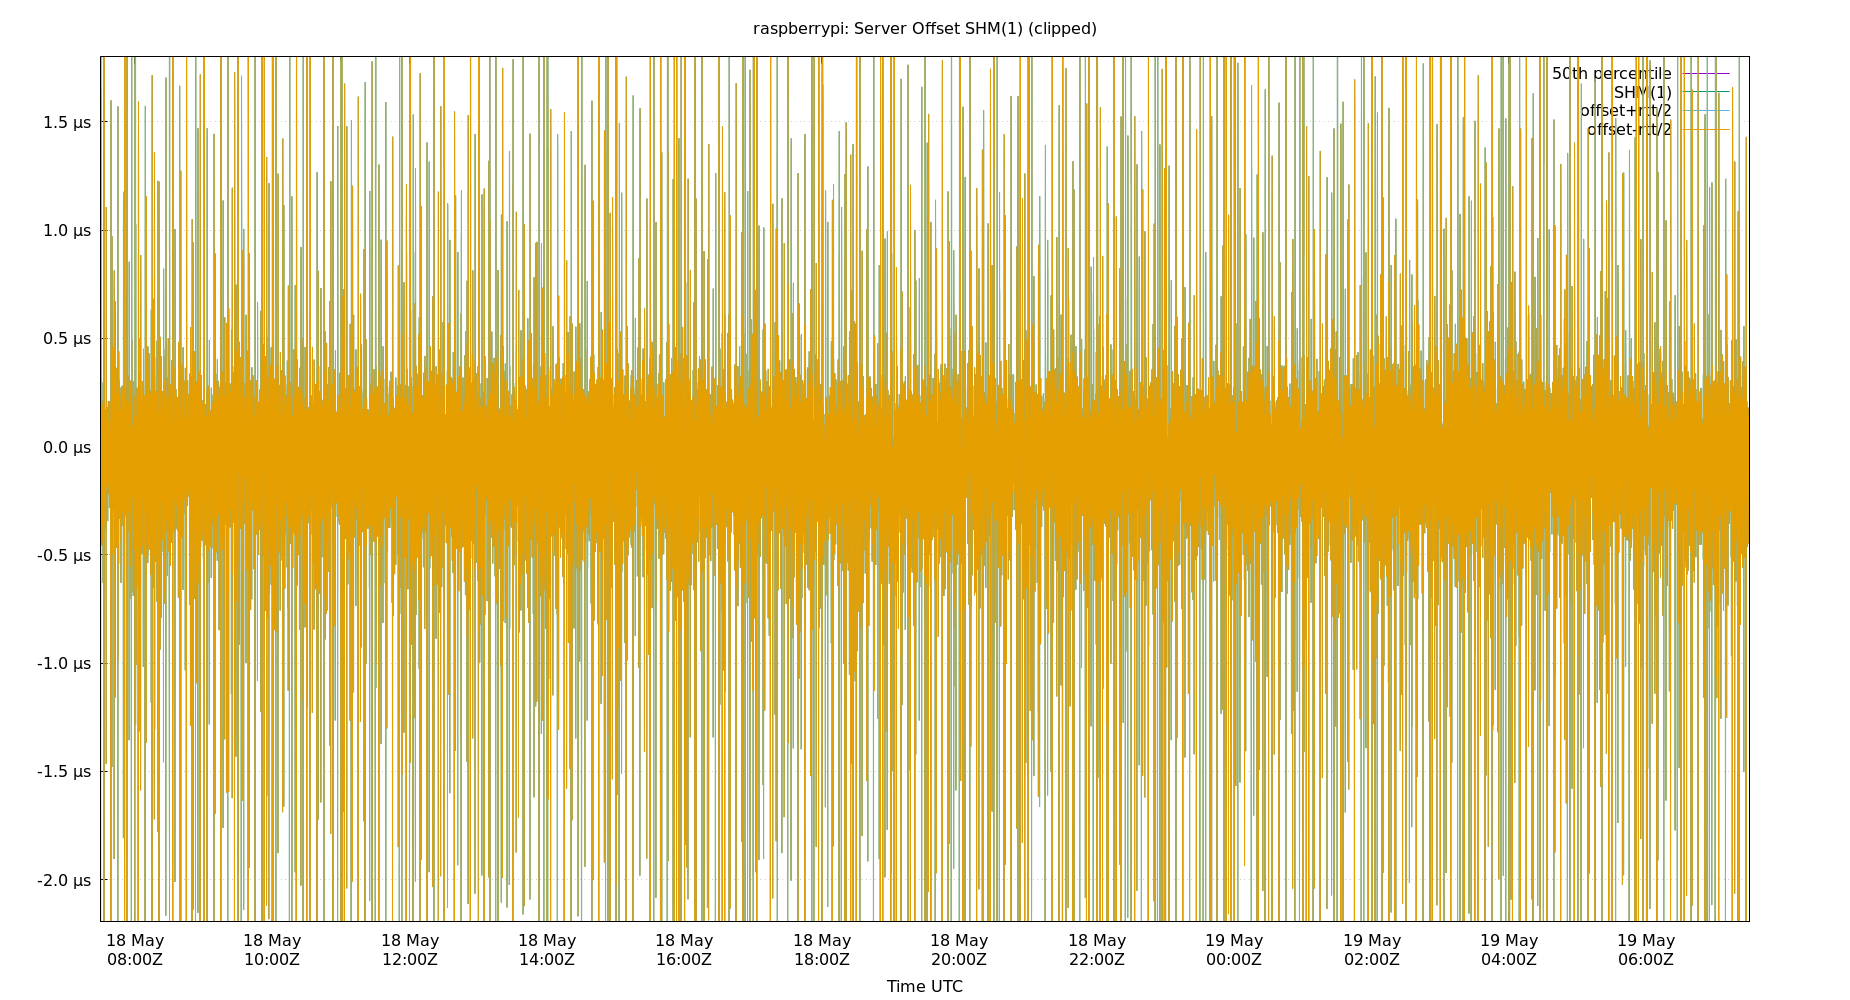 raspberrypi: Server Offset SHM(1) (clipped)
50th percentile
SHM(1)
offset+rtt/2
offset-rtt/2
1.5 µs
1.0 µs
0.5 µs
0.0 µs
-0.5 µs
-1.0 µs
-1.5 µs
-2.0 µs
18 May 18 May 18 May 18 May 18 May 18 May 18 May 18 May 19 May 19 May 19 May 19 May
08:00Z 10:00Z 12:00Z 14:00Z 16:00Z 18:00Z 20:00Z 22:00Z 00:00Z 02:00Z 04:00Z 06:00Z
Time UTC